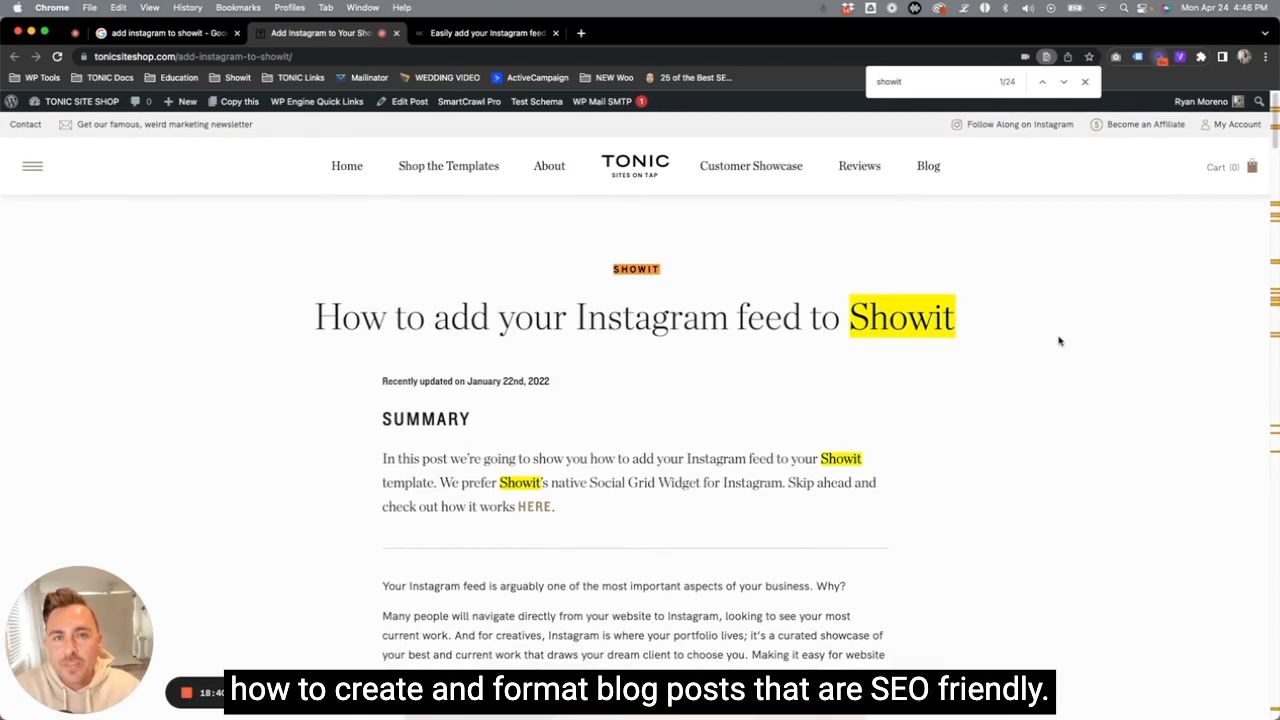 Chrome File Edit View History Bookmarks Profiles Tab Window Help Mon Apr 24 4:46 PM
add instagram to showit - Goo Add Instagram to Your Sho Easily add your Instagram feed
tonicsiteshop.com/add-instagram-to-showit/
WP Tools TONIC Docs Education Showit TONIC Links Mailinator WEDDING VIDEO ActiveCampaign NEW Woo 25 of the Best SE...
showit 1/24
TONIC SITE SHOP 0 New Copy this WP Engine Quick Links Edit Post SmartCrawl Pro Test Schema WP Mail SMTP 1 Ryan Moreno
Contact Get our famous, weird marketing newsletter Follow Along on Instagram Become an Affiliate My Account
Home Shop the Templates About TONIC Customer Showcase Reviews Blog Cart (0)
SITES ON TAP
SHOWIT
How to add your Instagram feed to Showit
Recently updated on January 22nd, 2022
SUMMARY
In this post we're going to show you how to add your Instagram feed to your Showit
template. We prefer Showit's native Social Grid Widget for Instagram. Skip ahead and
check out how it works HERE.
Your Instagram feed is arguably one of the most important aspects of your business. Why?
Many people will navigate directly from your website to Instagram, looking to see your most
current work. And for creatives, Instagram is where your portfolio lives; it's a curated showcase of
your best and current work that draws your dream client to choose you. Making it easy for website
18:40
how to create and format blog posts that are SEO friendly.